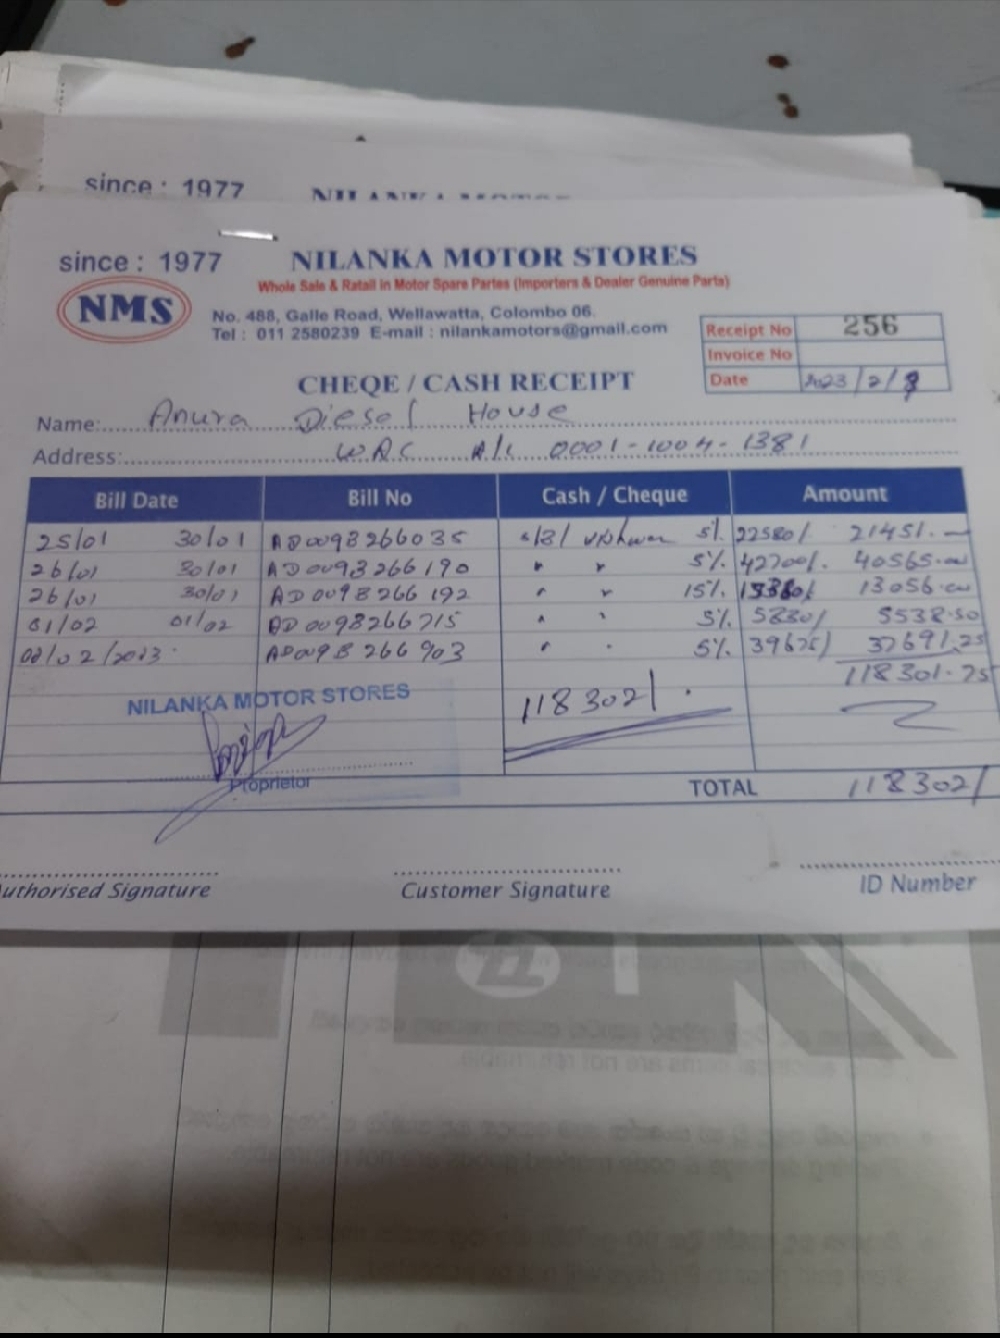 since : 1977
since : 1977 NILANKA MOTOR STORES
NMS
Whole Sale & Ratail in Motor Spare Partes (Importers & Dealer Genuine Parts)
No. 488, Galle Road, Wellawatta, Colombo 06.
Tel : 011 2580239 E-mail : nilankamotors@gmail.com
Receipt No 256
Invoice No
Date 2023/2/8
CHEQE / CASH RECEIPT
Name: Anura Diesel House
Address: A/C 0001-1004-1381
Bill Date Bill No Cash / Cheque Amount
25/01 30/01 AD0098266035 5% 22580/ 21451.-
26/01 30/01 AD0098266190 5% 42700/. 40565.00
26/01 30/01 AD0098266192 15% 15360/ 13056.00
01/02 01/02 AD0098266715 5% 5830/ 5538.50
02/02/2023 AD0098266903 5% 39675/ 37691.25
118301.75
NILANKA MOTOR STORES
118302/.
Proprietor
TOTAL 118302/
uthorised Signature Customer Signature ID Number